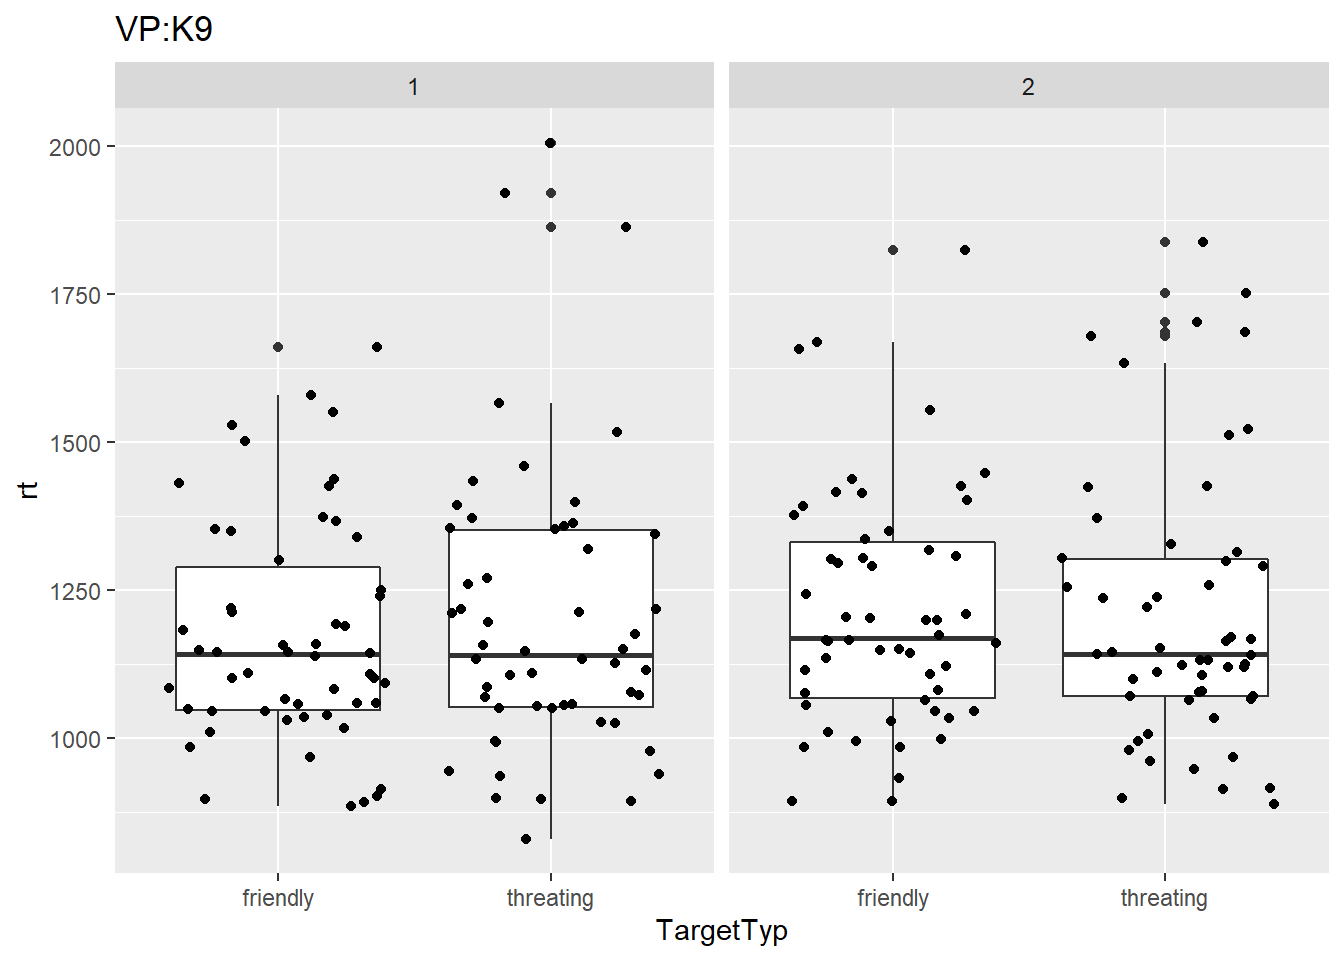 VP:K9
1
2
2000
1750
1500
1250
1000
rt
friendly
threating
friendly
threating
TargetTyp